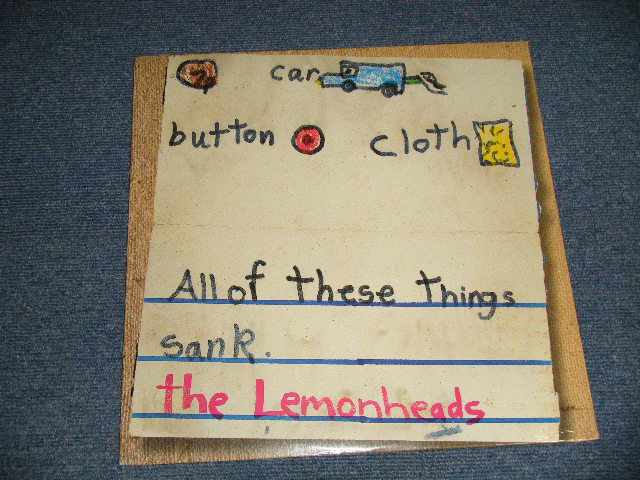 car
button cloth
All of these things
sank.
the Lemonheads